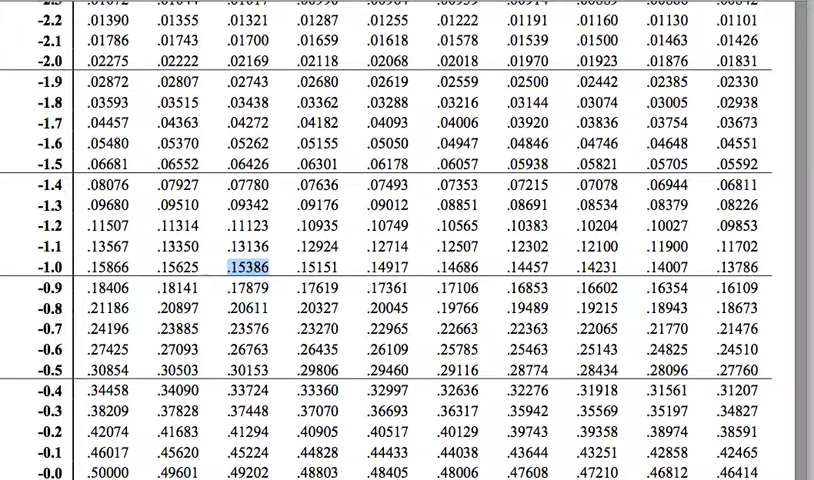 -2.2 .01390 .01355 .01321 .01287 .01255 .01222 .01191 .01160 .01130 .01101
-2.1 .01786 .01743 .01700 .01659 .01618 .01578 .01539 .01500 .01463 .01426
-2.0 .02275 .02222 .02169 .02118 .02068 .02018 .01970 .01923 .01876 .01831
-1.9 .02872 .02807 .02743 .02680 .02619 .02559 .02500 .02442 .02385 .02330
-1.8 .03593 .03515 .03438 .03362 .03288 .03216 .03144 .03074 .03005 .02938
-1.7 .04457 .04363 .04272 .04182 .04093 .04006 .03920 .03836 .03754 .03673
-1.6 .05480 .05370 .05262 .05155 .05050 .04947 .04846 .04746 .04648 .04551
-1.5 .06681 .06552 .06426 .06301 .06178 .06057 .05938 .05821 .05705 .05592
-1.4 .08076 .07927 .07780 .07636 .07493 .07353 .07215 .07078 .06944 .06811
-1.3 .09680 .09510 .09342 .09176 .09012 .08851 .08691 .08534 .08379 .08226
-1.2 .11507 .11314 .11123 .10935 .10749 .10565 .10383 .10204 .10027 .09853
-1.1 .13567 .13350 .13136 .12924 .12714 .12507 .12302 .12100 .11900 .11702
-1.0 .15866 .15625 .15386 .15151 .14917 .14686 .14457 .14231 .14007 .13786
-0.9 .18406 .18141 .17879 .17619 .17361 .17106 .16853 .16602 .16354 .16109
-0.8 .21186 .20897 .20611 .20327 .20045 .19766 .19489 .19215 .18943 .18673
-0.7 .24196 .23885 .23576 .23270 .22965 .22663 .22363 .22065 .21770 .21476
-0.6 .27425 .27093 .26763 .26435 .26109 .25785 .25463 .25143 .24825 .24510
-0.5 .30854 .30503 .30153 .29806 .29460 .29116 .28774 .28434 .28096 .27760
-0.4 .34458 .34090 .33724 .33360 .32997 .32636 .32276 .31918 .31561 .31207
-0.3 .38209 .37828 .37448 .37070 .36693 .36317 .35942 .35569 .35197 .34827
-0.2 .42074 .41683 .41294 .40905 .40517 .40129 .39743 .39358 .38974 .38591
-0.1 .46017 .45620 .45224 .44828 .44433 .44038 .43644 .43251 .42858 .42465
-0.0 .50000 .49601 .49202 .48803 .48405 .48006 .47608 .47210 .46812 .46414